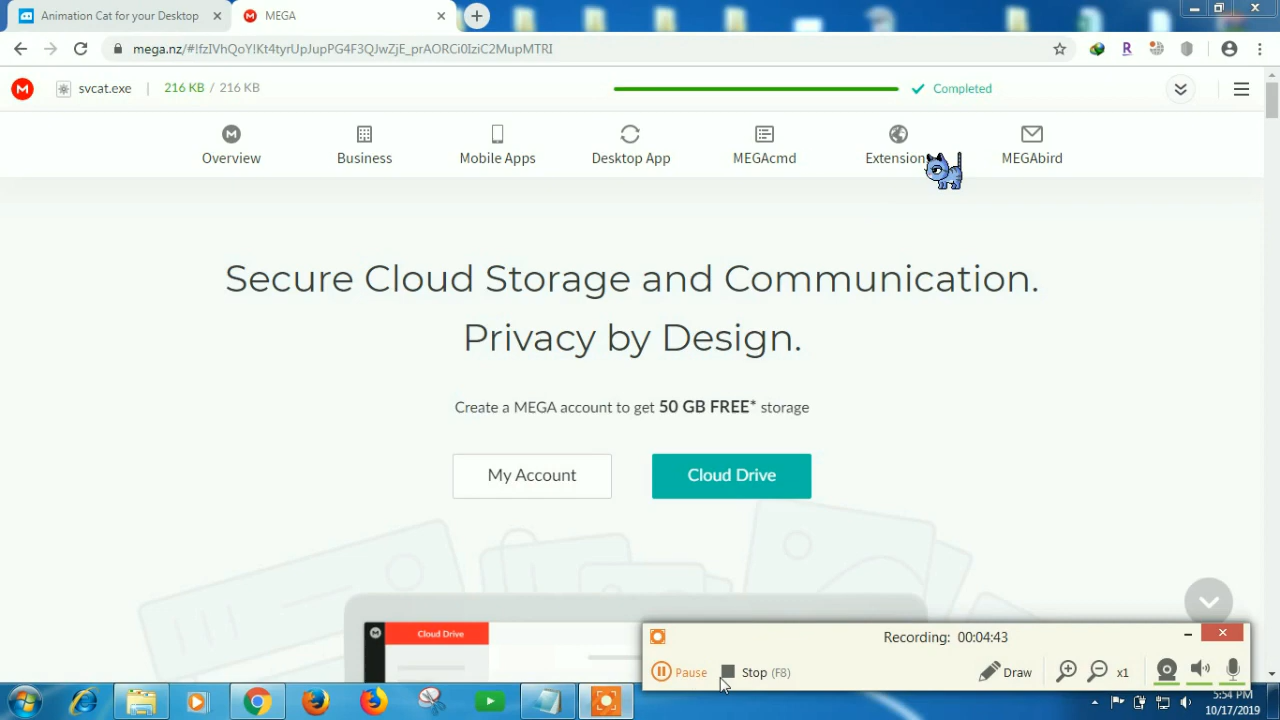 Animation Cat for your Desktop
MEGA
mega.nz/#!fzIVhQoY!Kt4tyrUpJupPG4F3QJwZjE_prAORCi0IziC2MupMTRI
svcat.exe
216 KB / 216 KB
Completed
Overview
Business
Mobile Apps
Desktop App
MEGAcmd
Extension
MEGAbird
Secure Cloud Storage and Communication.
Privacy by Design.
Create a MEGA account to get 50 GB FREE* storage
My Account
Cloud Drive
Cloud Drive
Recording: 00:04:43
Pause
Stop (F8)
Draw
x1
5:54 PM
10/17/2019